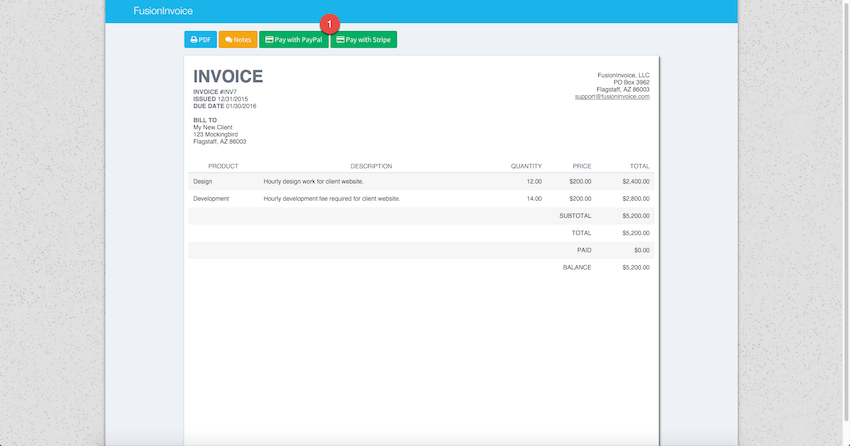 FusionInvoice
1
PDF Notes Pay with PayPal Pay with Stripe
INVOICE
INVOICE #INV7
ISSUED 12/31/2015
DUE DATE 01/30/2016
FusionInvoice, LLC
PO Box 3962
Flagstaff, AZ 86003
support@fusioninvoice.com
BILL TO
My New Client
123 Mockingbird
Flagstaff, AZ 86003
PRODUCT DESCRIPTION QUANTITY PRICE TOTAL
Design Hourly design work for client website. 12.00 $200.00 $2,400.00
Development Hourly development fee required for client website. 14.00 $200.00 $2,800.00
SUBTOTAL $5,200.00
TOTAL $5,200.00
PAID $0.00
BALANCE $5,200.00